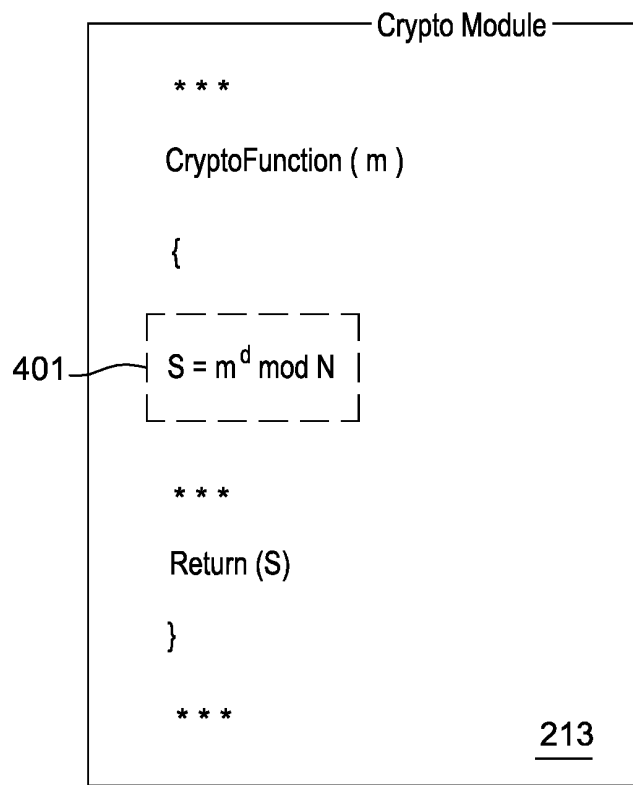 Crypto Module
* * *
CryptoFunction ( m )
{
401 S = m^d mod N
* * *
Return (S)
}
* * *
213